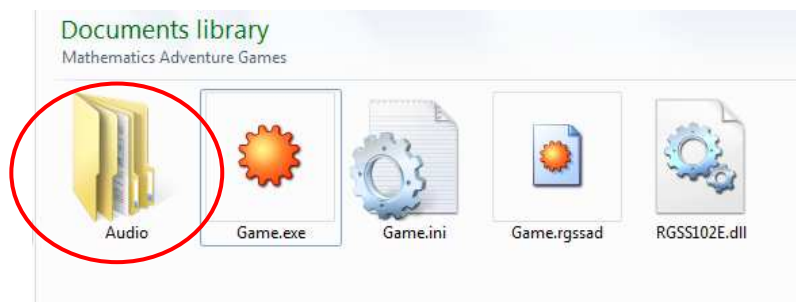 Documents library
Mathematics Adventure Games
Audio
Game.exe
Game.ini
Game.rgssad
RGSS102E.dll